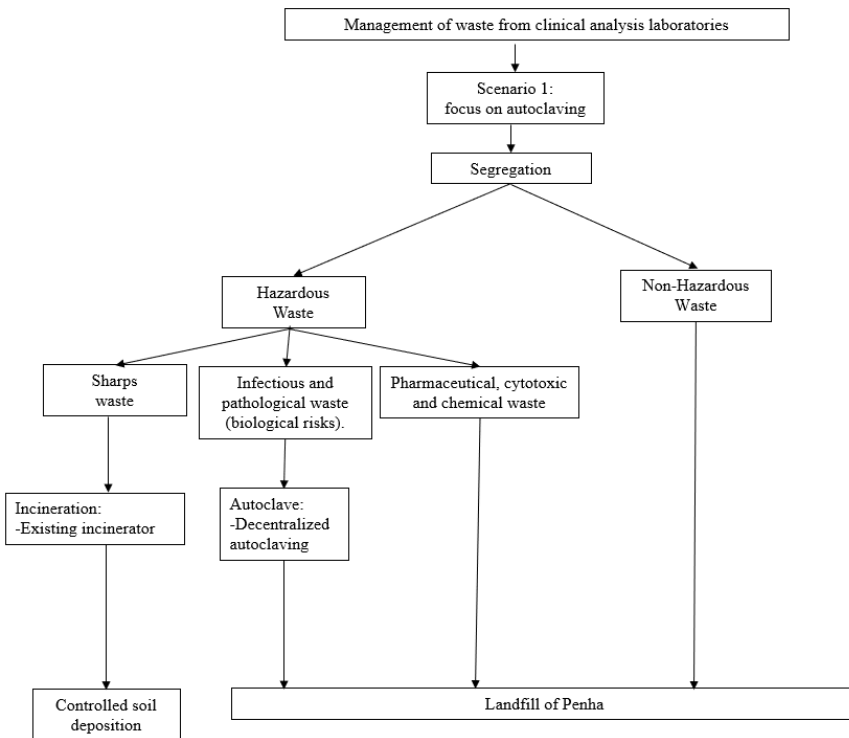 Management of waste from clinical analysis laboratories
Scenario 1:
focus on autoclaving
Segregation
Hazardous
Waste
Non-Hazardous
Waste
Sharps
waste
Infectious and
pathological waste
(biological risks).
Pharmaceutical, cytotoxic
and chemical waste
Incineration:
-Existing incinerator
Autoclave:
-Decentralized
autoclaving
Controlled soil
deposition
Landfill of Penha